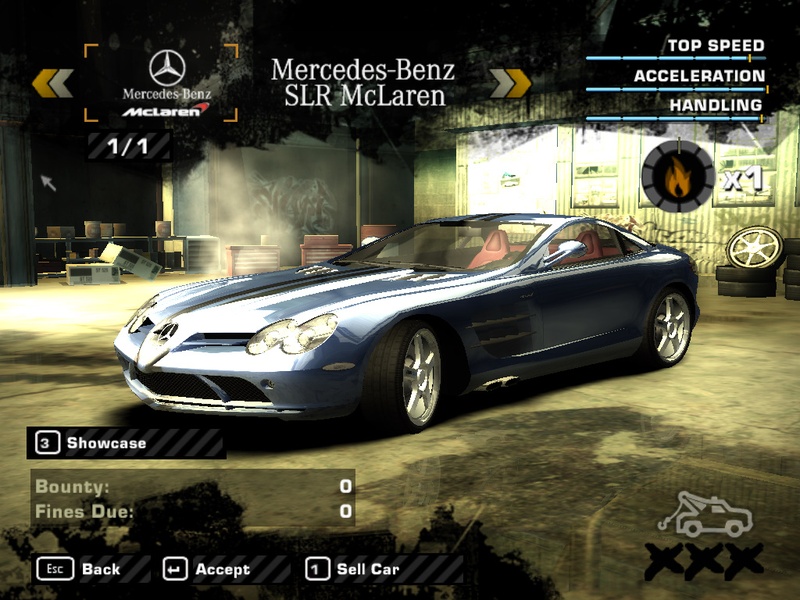 TOP SPEED
Mercedes-Benz
SLR McLaren
ACCELERATION
Mercedes-Benz
McLaren
HANDLING
1/1
x1
3 Showcase
Bounty: 0
Fines Due: 0
XXX
Esc Back
Accept
1 Sell Car